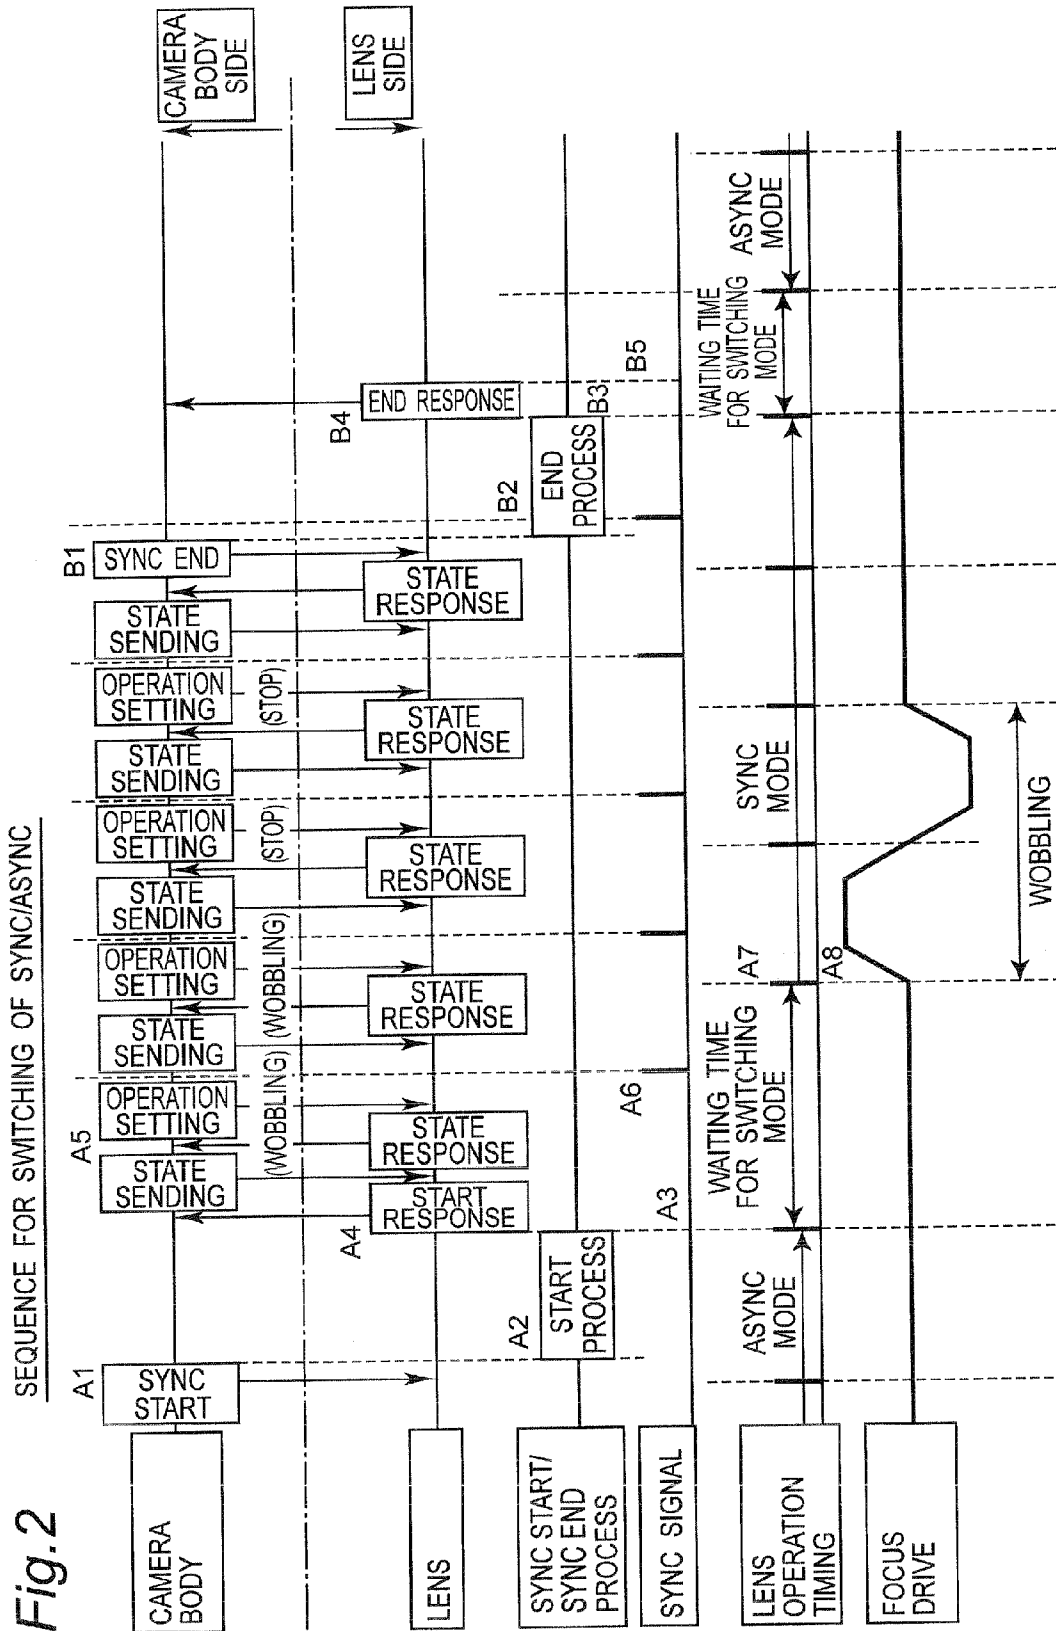 Fig.2
SEQUENCE FOR SWITCHING OF SYNC/ASYNC
CAMERA
BODY
SIDE
LENS
SIDE
CAMERA
BODY
A1
SYNC
START
A5
STATE
SENDING
OPERATION
SETTING
STATE
SENDING
OPERATION
SETTING
STATE
SENDING
OPERATION
SETTING
STATE
SENDING
OPERATION
SETTING
STATE
SENDING
B1
SYNC END
(WOBBLING)
(WOBBLING)
(STOP)
(STOP)
LENS
A4
START
RESPONSE
STATE
RESPONSE
STATE
RESPONSE
STATE
RESPONSE
STATE
RESPONSE
STATE
RESPONSE
B4
END RESPONSE
SYNC START/
SYNC END
PROCESS
A2
START
PROCESS
B2
END
PROCESS
B3
SYNC SIGNAL
A3
A6
B5
LENS
OPERATION
TIMING
ASYNC
MODE
WAITING TIME
FOR SWITCHING
MODE
A7
SYNC
MODE
WAITING TIME
FOR SWITCHING
MODE
ASYNC
MODE
FOCUS
DRIVE
A8
WOBBLING